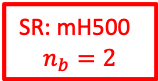 SR: mH500
n_b = 2